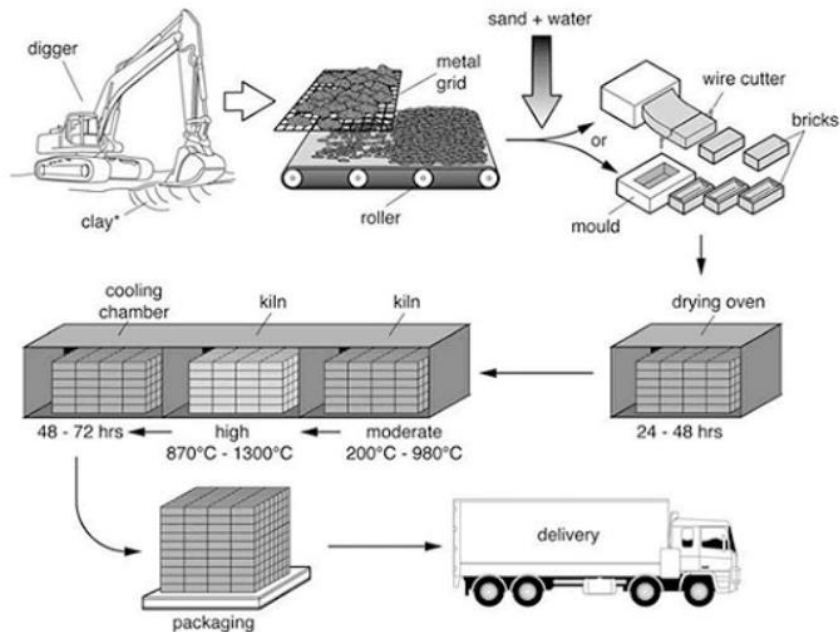 digger
clay*
metal
grid
roller
sand + water
or
wire cutter
bricks
mould
drying oven
24 - 48 hrs
kiln
moderate
200°C - 980°C
kiln
high
870°C - 1300°C
cooling
chamber
48 - 72 hrs
packaging
delivery